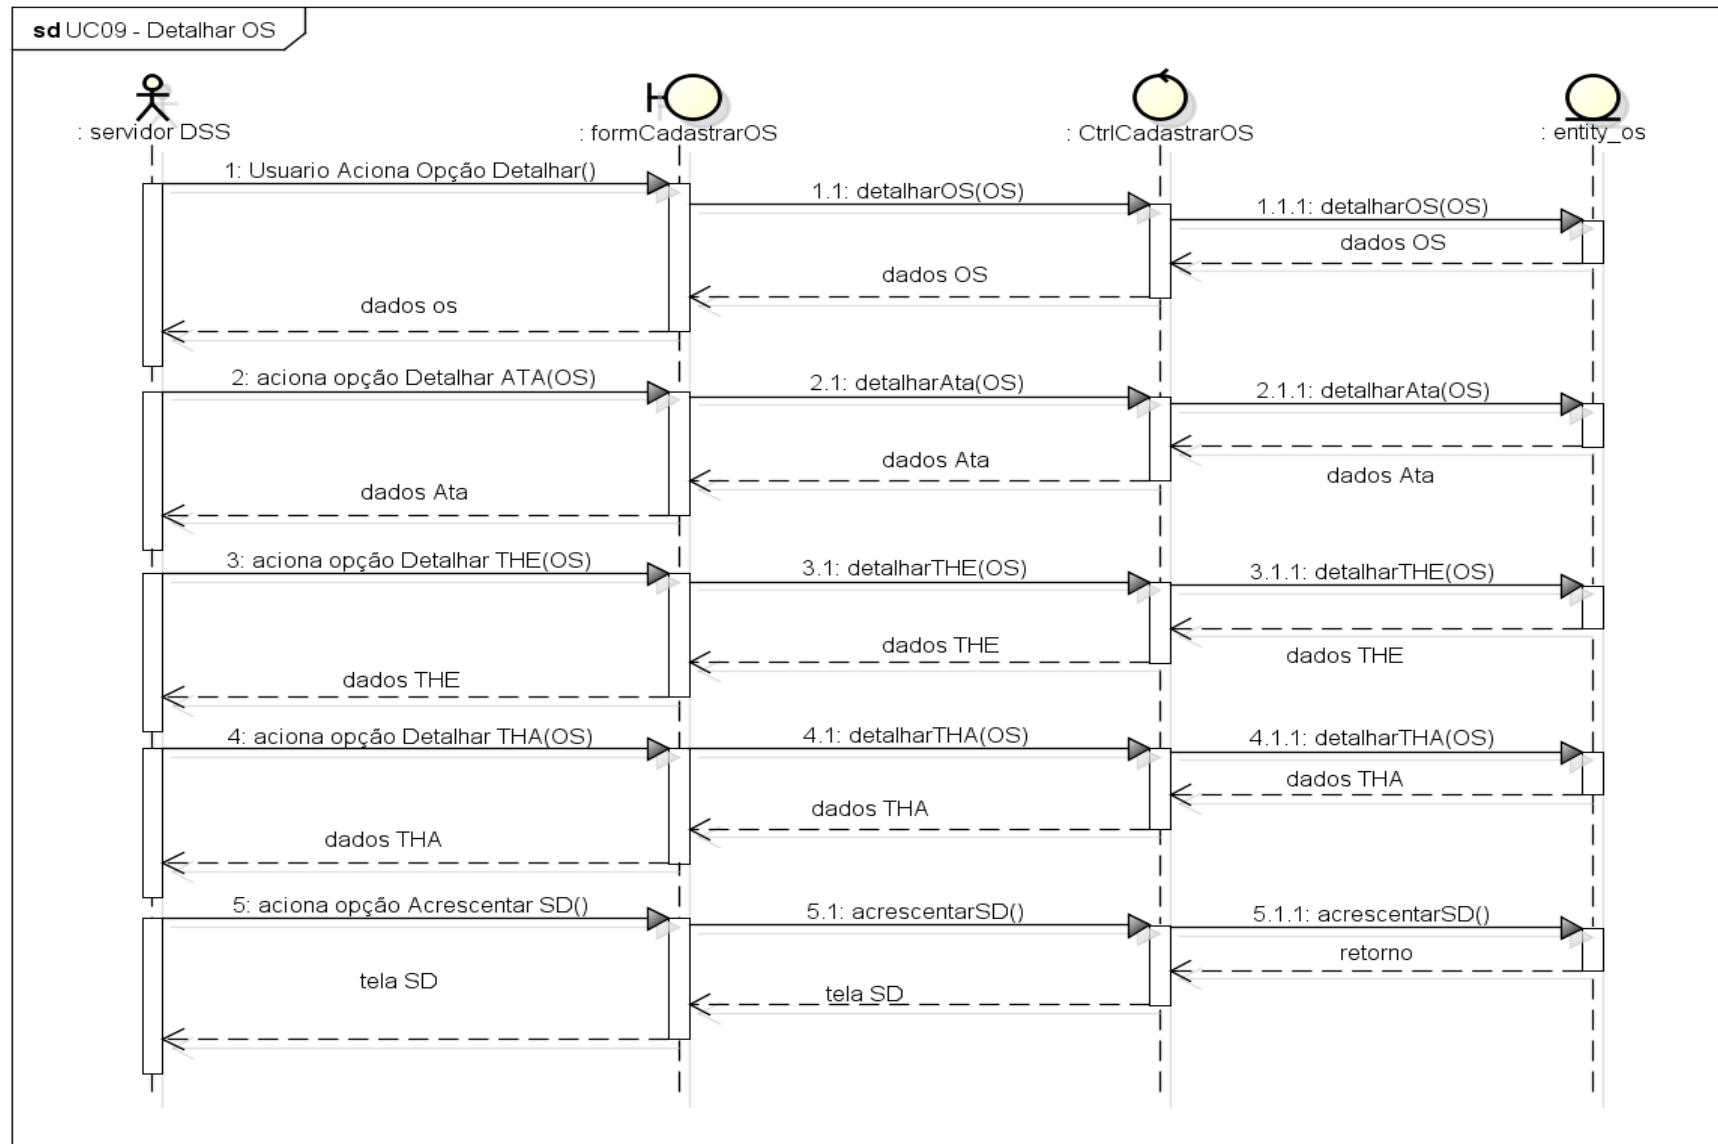 sd UC09 - Detalhar OS
: servidor DSS
: formCadastrarOS
: CtrlCadastrarOS
: entity_os
1: Usuario Aciona Opção Detalhar()
1.1: detalharOS(OS)
1.1.1: detalharOS(OS)
dados OS
dados OS
dados os
2: aciona opção Detalhar ATA(OS)
2.1: detalharAta(OS)
2.1.1: detalharAta(OS)
dados Ata
dados Ata
dados Ata
3: aciona opção Detalhar THE(OS)
3.1: detalharTHE(OS)
3.1.1: detalharTHE(OS)
dados THE
dados THE
dados THE
4: aciona opção Detalhar THA(OS)
4.1: detalharTHA(OS)
4.1.1: detalharTHA(OS)
dados THA
dados THA
dados THA
5: aciona opção Acrescentar SD()
5.1: acrescentarSD()
5.1.1: acrescentarSD()
retorno
tela SD
tela SD